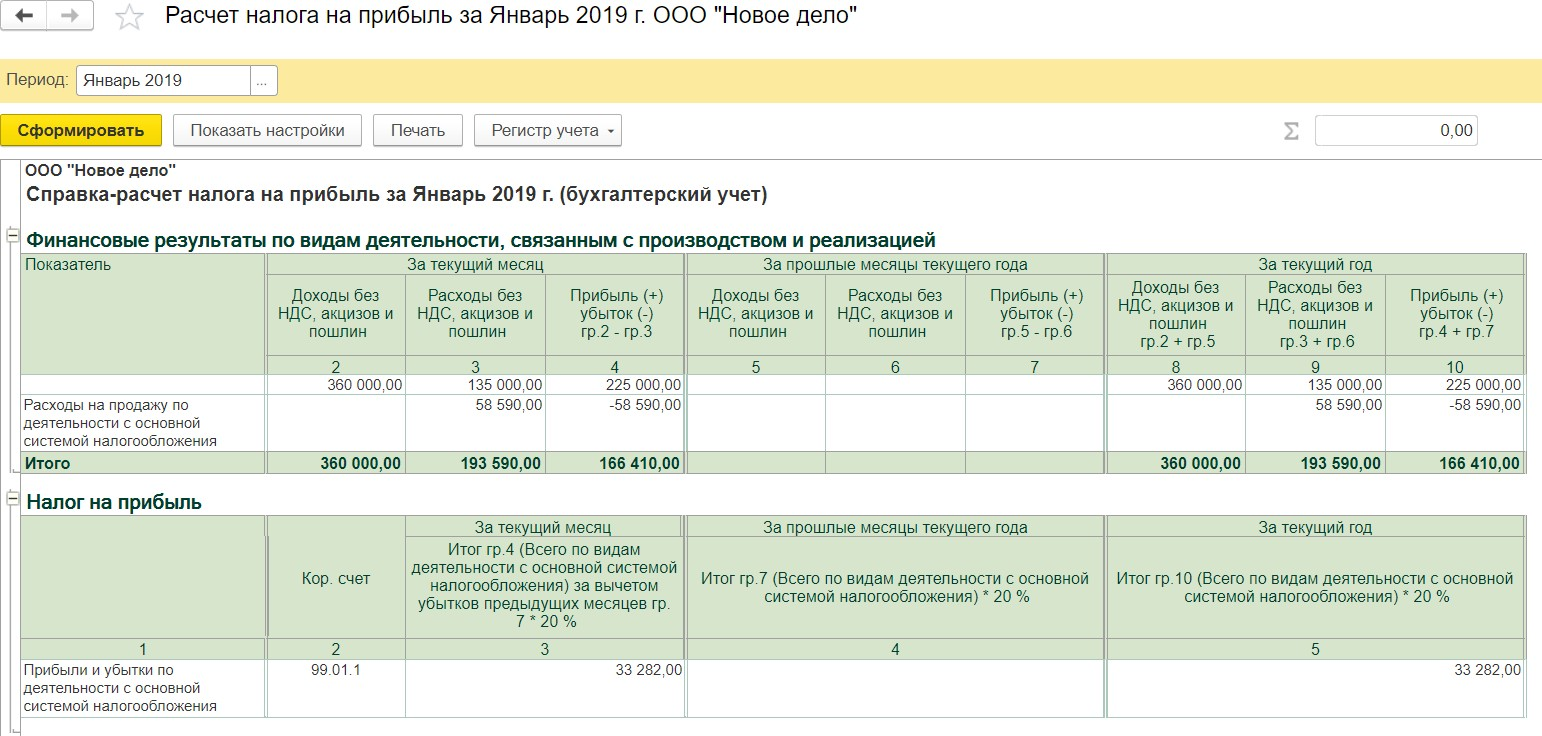 Расчет налога на прибыль за Январь 2019 г. ООО "Новое дело"
Период: Январь 2019 ...
Сформировать Показать настройки Печать Регистр учета Σ 0,00
ООО "Новое дело"
Справка-расчет налога на прибыль за Январь 2019 г. (бухгалтерский учет)
Финансовые результаты по видам деятельности, связанным с производством и реализацией
Показатель За текущий месяц За прошлые месяцы текущего года За текущий год
Доходы без НДС, акцизов и пошлин
Расходы без НДС, акцизов и пошлин
Прибыль (+) убыток (-) гр.2 - гр.3
Доходы без НДС, акцизов и пошлин
Расходы без НДС, акцизов и пошлин
Прибыль (+) убыток (-) гр.5 - гр.6
Доходы без НДС, акцизов и пошлин гр.2 + гр.5
Расходы без НДС, акцизов и пошлин гр.3 + гр.6
Прибыль (+) убыток (-) гр.4 + гр.7
2 3 4 5 6 7 8 9 10
360 000,00 135 000,00 225 000,00 360 000,00 135 000,00 225 000,00
Расходы на продажу по 58 590,00 -58 590,00 58 590,00 -58 590,00
деятельности с основной
системой налогообложения
Итого 360 000,00 193 590,00 166 410,00 360 000,00 193 590,00 166 410,00
Налог на прибыль
За текущий месяц За прошлые месяцы текущего года За текущий год
Кор. счет
Итог гр.4 (Всего по видам
деятельности с основной системой
налогообложения) за вычетом
убытков предыдущих месяцев гр.
7 * 20 %
Итог гр.7 (Всего по видам деятельности с основной
системой налогообложения) * 20 %
Итог гр.10 (Всего по видам деятельности с основной
системой налогообложения) * 20 %
1 2 3 4 5
Прибыли и убытки по 99.01.1 33 282,00 33 282,00
деятельности с основной
системой налогообложения